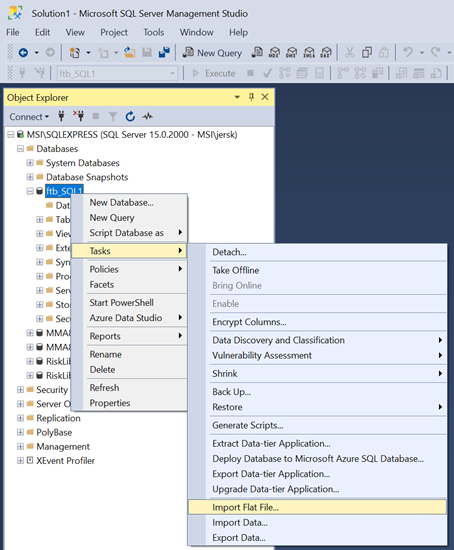 Solution1 - Microsoft SQL Server Management Studio
File Edit View Project Tools Window Help
New Query MDX DMX XMLA DAX
ftb_SQL1 Execute
Object Explorer
Connect
MSI\SQLEXPRESS (SQL Server 15.0.2000 - MSI\jersk)
Databases
System Databases
Database Snapshots
ftb_SQL1
Dat
Tab
View
Exte
Syn
Pro
Serv
Stor
Secu
MMA
MMA
RiskLi
RiskLi
Security
Server O
Replication
PolyBase
Management
XEvent Profiler
New Database...
New Query
Script Database as
Tasks
Policies
Facets
Start PowerShell
Azure Data Studio
Reports
Rename
Delete
Refresh
Properties
Detach...
Take Offline
Bring Online
Enable
Encrypt Columns...
Data Discovery and Classification
Vulnerability Assessment
Shrink
Back Up...
Restore
Generate Scripts...
Extract Data-tier Application...
Deploy Database to Microsoft Azure SQL Database...
Export Data-tier Application...
Upgrade Data-tier Application...
Import Flat File...
Import Data...
Export Data...